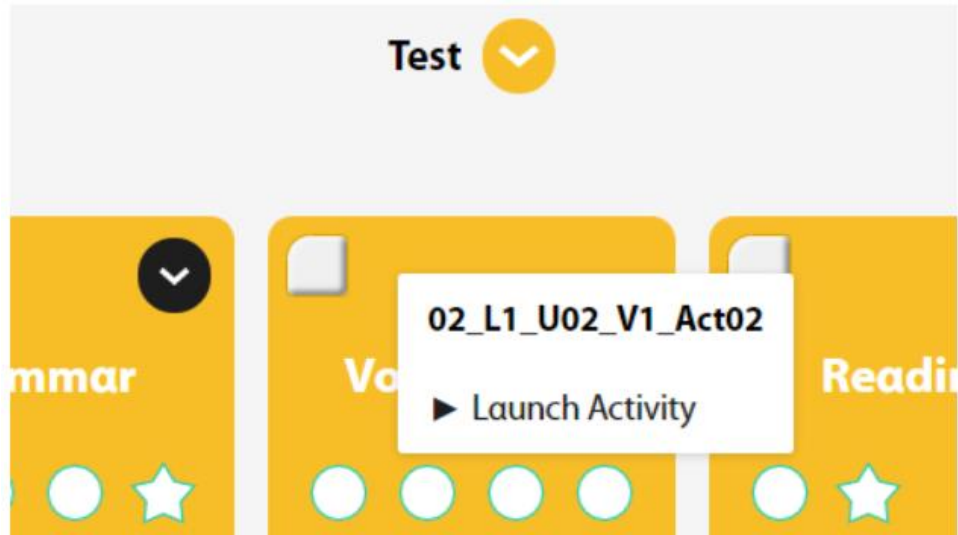 Test
02_L1_U02_V1_Act02
mmar
Vo
Readi
► Launch Activity